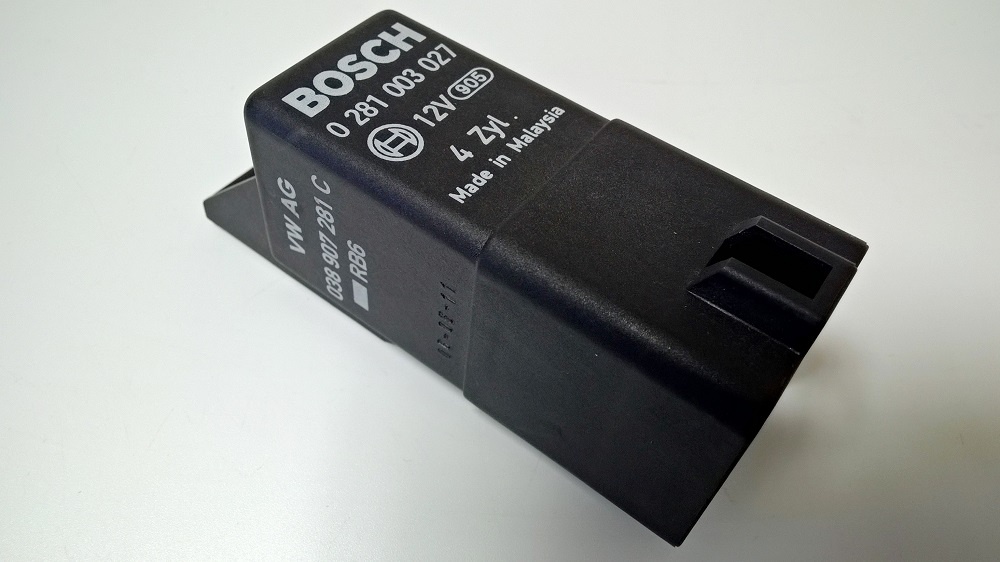 BOSCH
0 281 003 027
12V 905
4 Zyl.
Made in Malaysia
VW AG
038 907 281 C
RB6